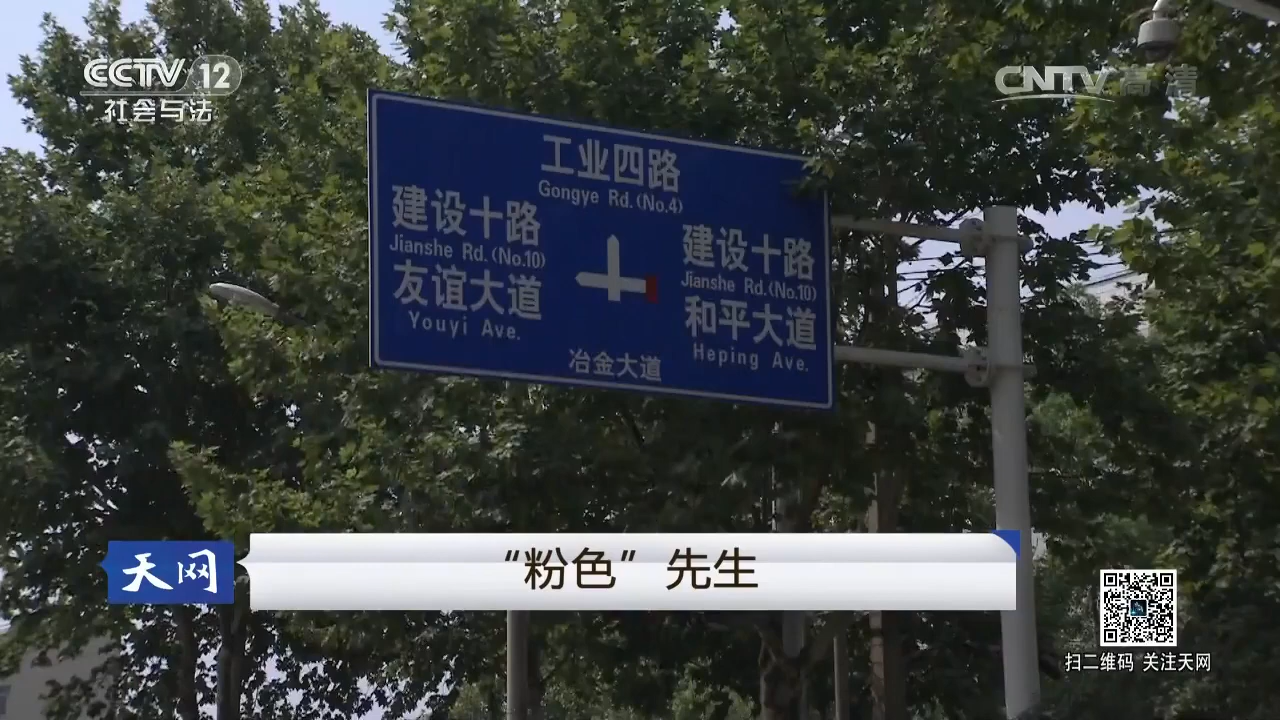 CCTV 12
社会与法
CNTV 高清
工业四路
Gongye Rd.(No.4)
建设十路
Jianshe Rd.(No.10)
友谊大道
Youyi Ave.
建设十路
Jianshe Rd.(No.10)
和平大道
Heping Ave.
冶金大道
天网
“粉色”先生
扫二维码 关注天网